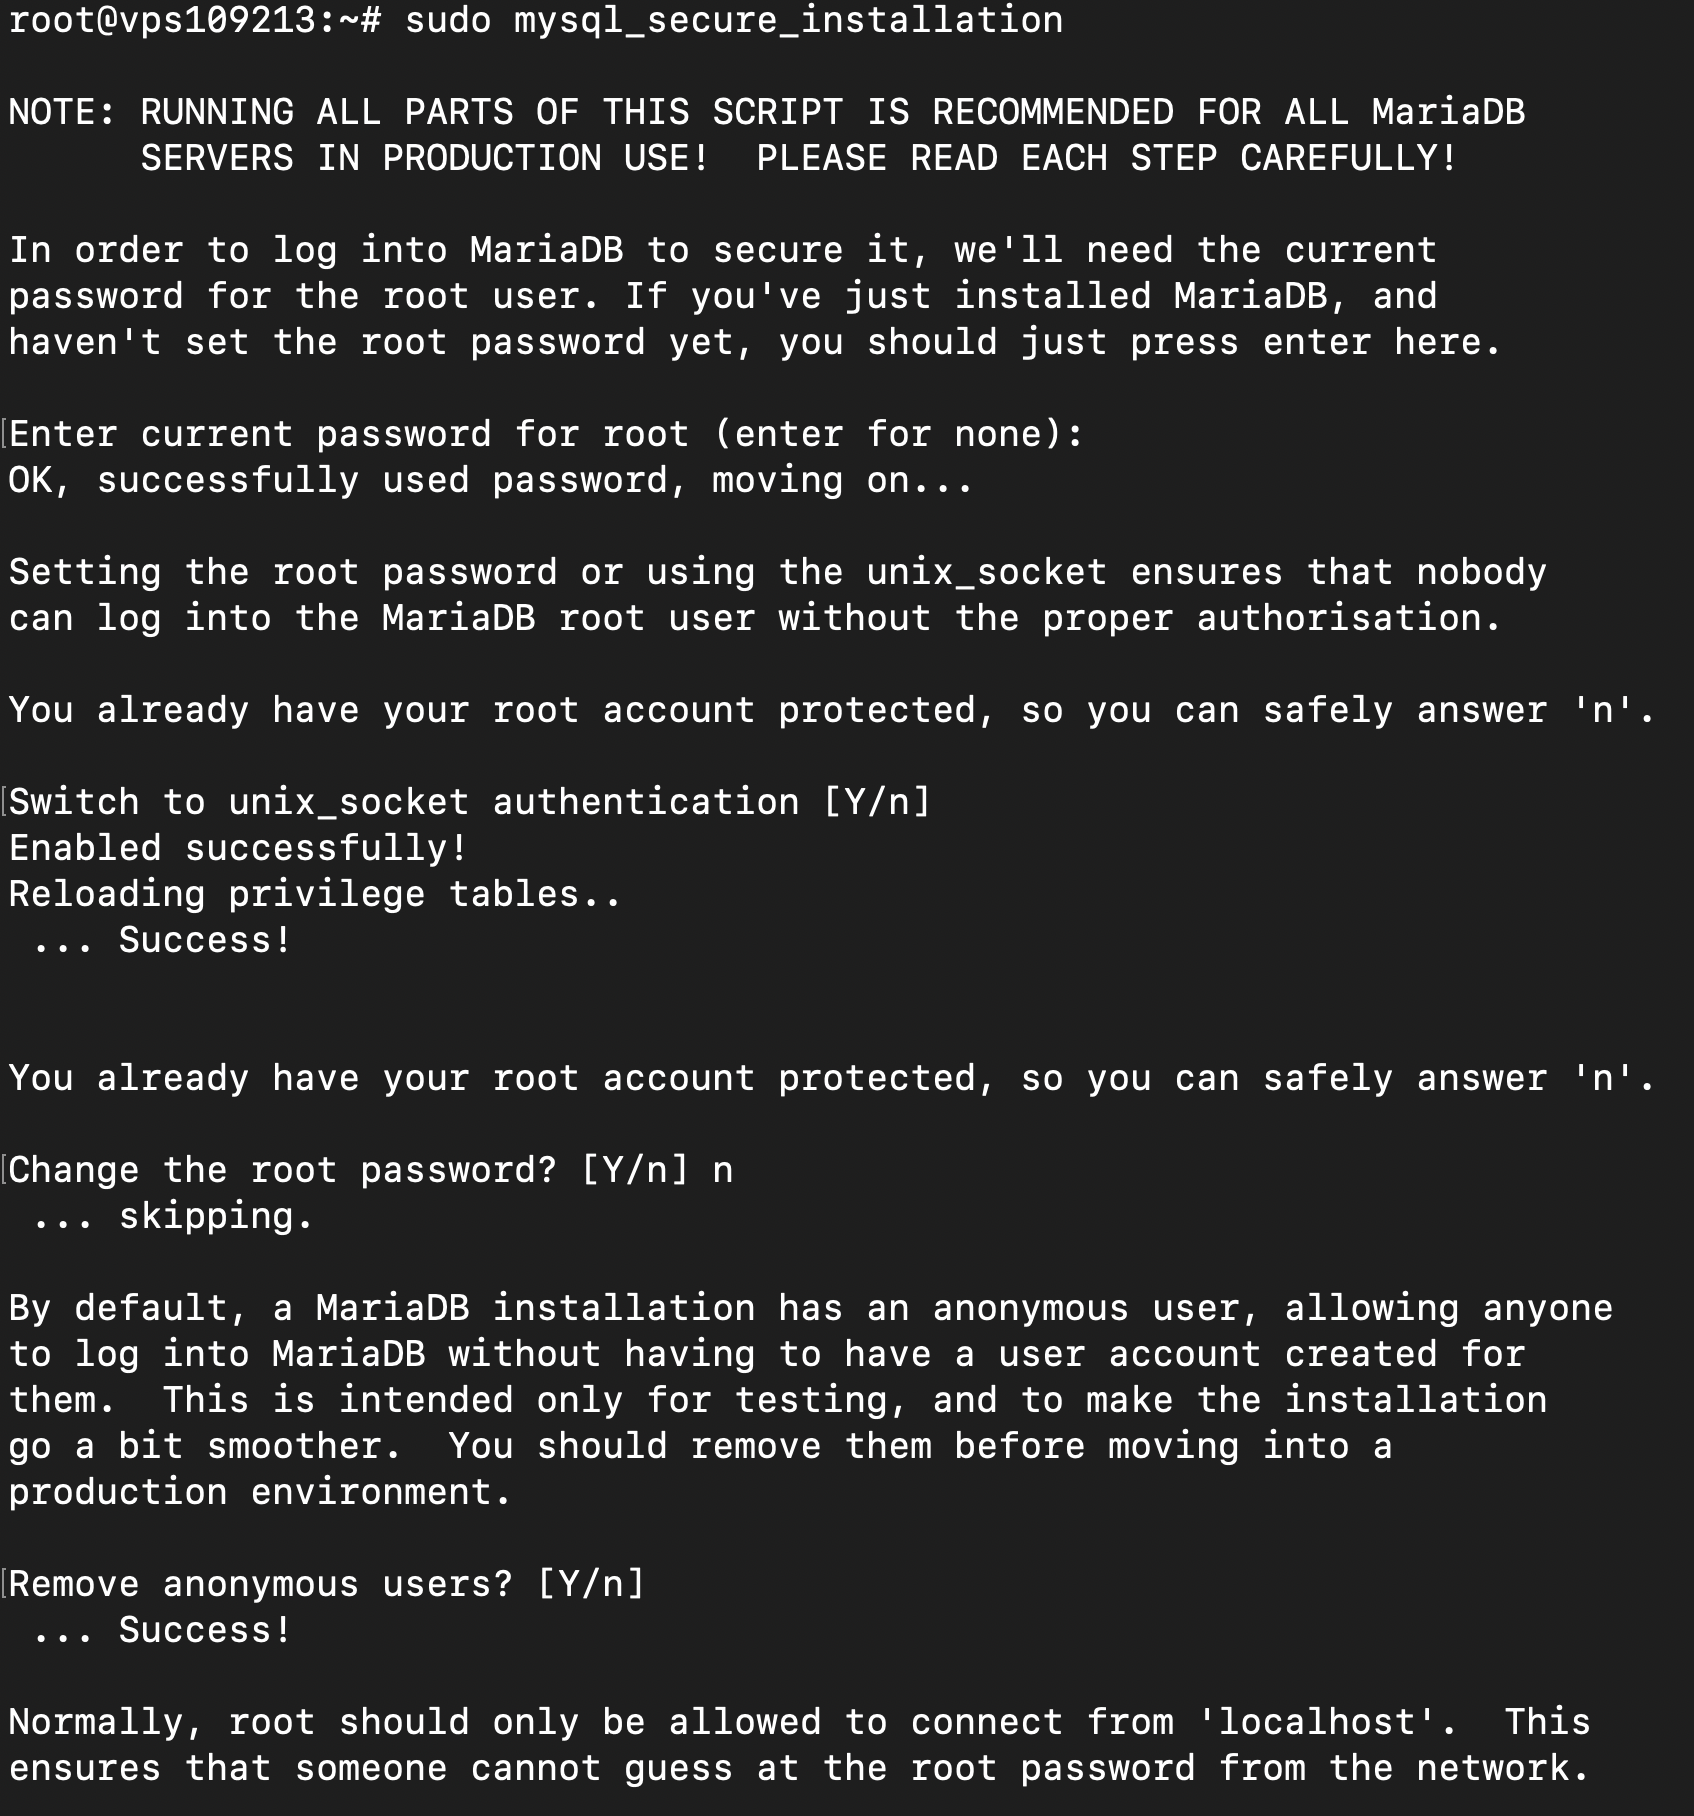 root@vps109213:~# sudo mysql_secure_installation
NOTE: RUNNING ALL PARTS OF THIS SCRIPT IS RECOMMENDED FOR ALL MariaDB
SERVERS IN PRODUCTION USE!  PLEASE READ EACH STEP CAREFULLY!
In order to log into MariaDB to secure it, we'll need the current
password for the root user. If you've just installed MariaDB, and
haven't set the root password yet, you should just press enter here.
Enter current password for root (enter for none):
OK, successfully used password, moving on...
Setting the root password or using the unix_socket ensures that nobody
can log into the MariaDB root user without the proper authorisation.
You already have your root account protected, so you can safely answer 'n'.
Switch to unix_socket authentication [Y/n]
Enabled successfully!
Reloading privilege tables..
... Success!
You already have your root account protected, so you can safely answer 'n'.
Change the root password? [Y/n] n
... skipping.
By default, a MariaDB installation has an anonymous user, allowing anyone
to log into MariaDB without having to have a user account created for
them.  This is intended only for testing, and to make the installation
go a bit smoother.  You should remove them before moving into a
production environment.
Remove anonymous users? [Y/n]
... Success!
Normally, root should only be allowed to connect from 'localhost'.  This
ensures that someone cannot guess at the root password from the network.